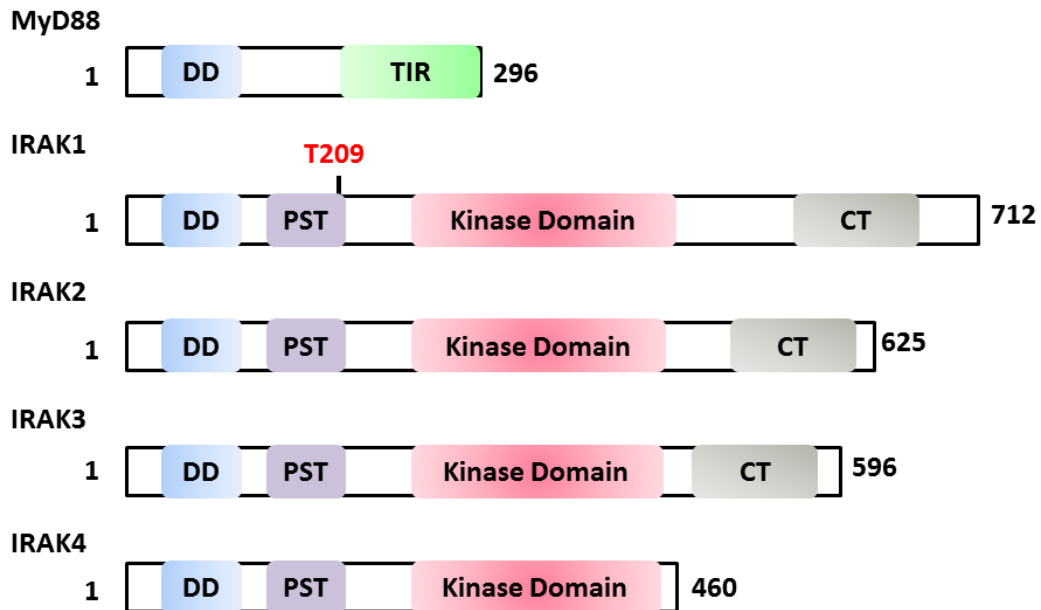 MyD88
1 DD TIR 296
IRAK1
T209
1 DD PST Kinase Domain CT 712
IRAK2
1 DD PST Kinase Domain CT 625
IRAK3
1 DD PST Kinase Domain CT 596
IRAK4
1 DD PST Kinase Domain 460